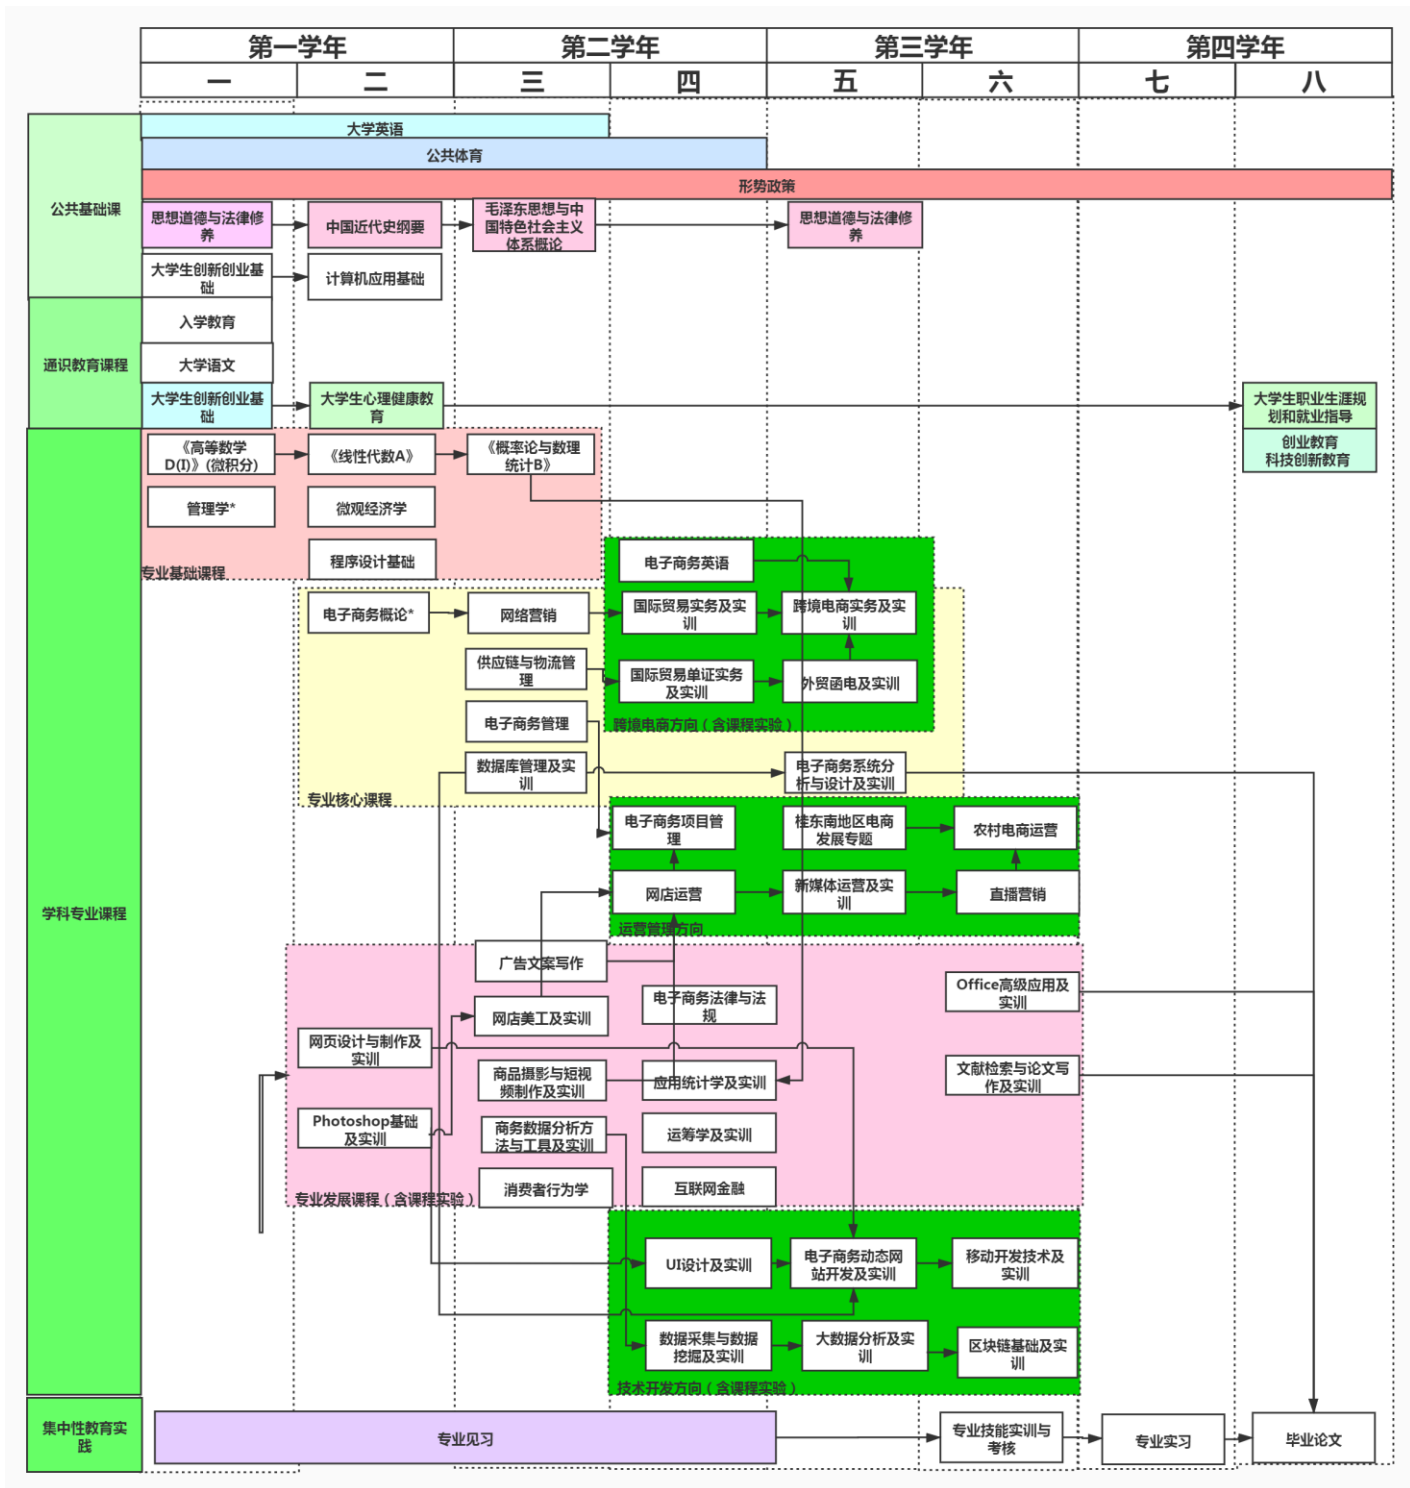 第一学年
第二学年
第三学年
第四学年
一
二
三
四
五
六
七
八
公共基础课
大学英语
公共体育
形势政策
思想道德与法律修
养
中国近代史纲要
毛泽东思想与中
国特色社会主义
体系概论
思想道德与法律修
养
大学生创新创业基
础
计算机应用基础
通识教育课程
入学教育
大学语文
大学生创新创业基
础
大学生心理健康教
育
大学生职业生涯规
划和就业指导
创业教育
科技创新教育
学科专业课程
《高等数学
D(I)》(微积分)
《线性代数A》
《概率论与数理
统计B》
管理学*
微观经济学
程序设计基础
专业基础课程
电子商务英语
电子商务概论*
网络营销
国际贸易实务及实
训
跨境电商实务及实
训
供应链与物流管
理
国际贸易单证实务
及实训
外贸函电及实训
电子商务管理
跨境电商方向（含课程实验）
数据库管理及实
训
电子商务系统分
析与设计及实训
专业核心课程
电子商务项目管
理
桂东南地区电商
发展专题
农村电商运营
网店运营
新媒体运营及实
训
直播营销
运营管理方向
广告文案写作
网店美工及实训
电子商务法律与法
规
Office高级应用及
实训
网页设计与制作及
实训
商品摄影与短视
频制作及实训
应用统计学及实训
文献检索与论文写
作及实训
Photoshop基础
及实训
商务数据分析方
法与工具及实训
运筹学及实训
消费者行为学
互联网金融
专业发展课程（含课程实验）
UI设计及实训
电子商务动态网
站开发及实训
移动开发技术及
实训
数据采集与数据
挖掘及实训
大数据分析及实
训
区块链基础及实
训
技术开发方向（含课程实验）
集中性教育实
践
专业见习
专业技能实训与
考核
专业实习
毕业论文